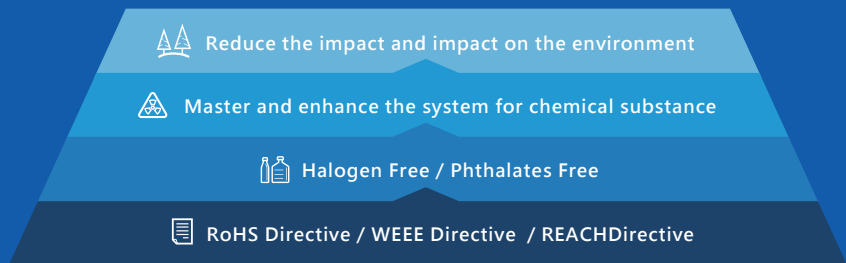 Reduce the impact and impact on the environment
Master and enhance the system for chemical substance
Halogen Free / Phthalates Free
RoHS Directive / WEEE Directive / REACHDirective